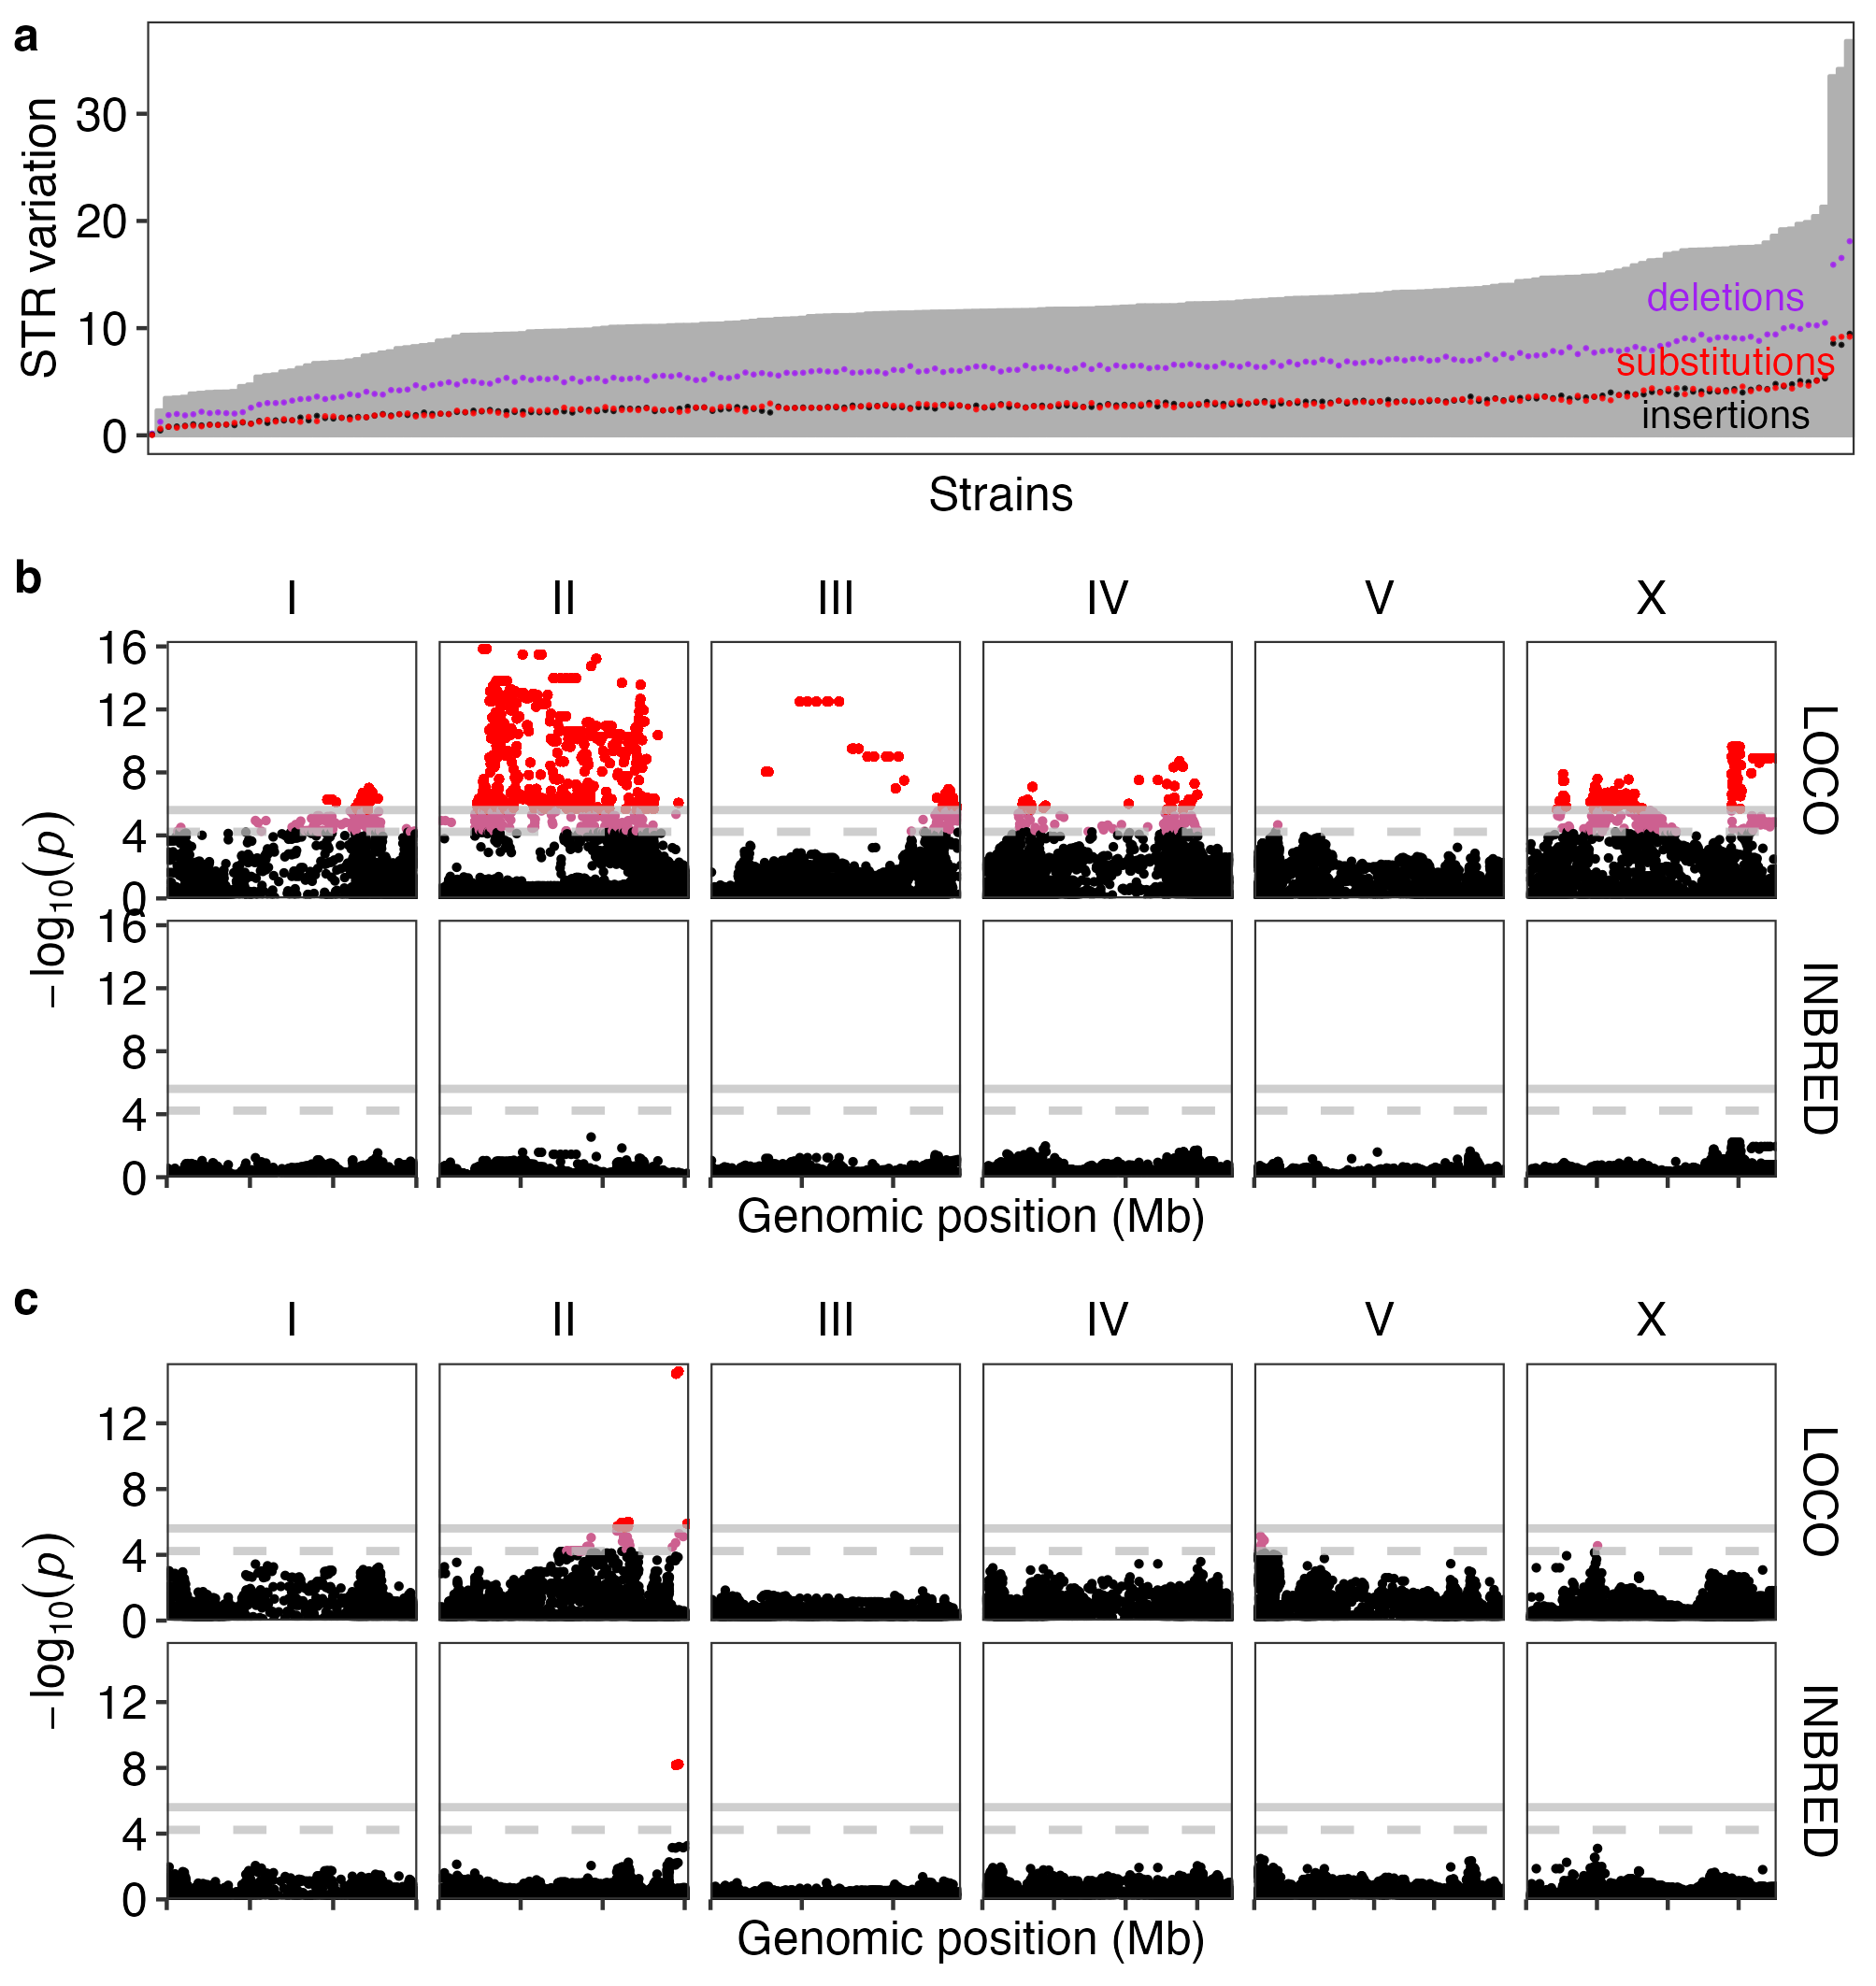 a
STR variation
30
20
10
0
deletions
substitutions
insertions
Strains
b
I II III IV V X
−log10(p)
16
12
8
4
0
LOCO
16
12
8
4
0
INBRED
Genomic position (Mb)
c
I II III IV V X
−log10(p)
12
8
4
0
LOCO
12
8
4
0
INBRED
Genomic position (Mb)